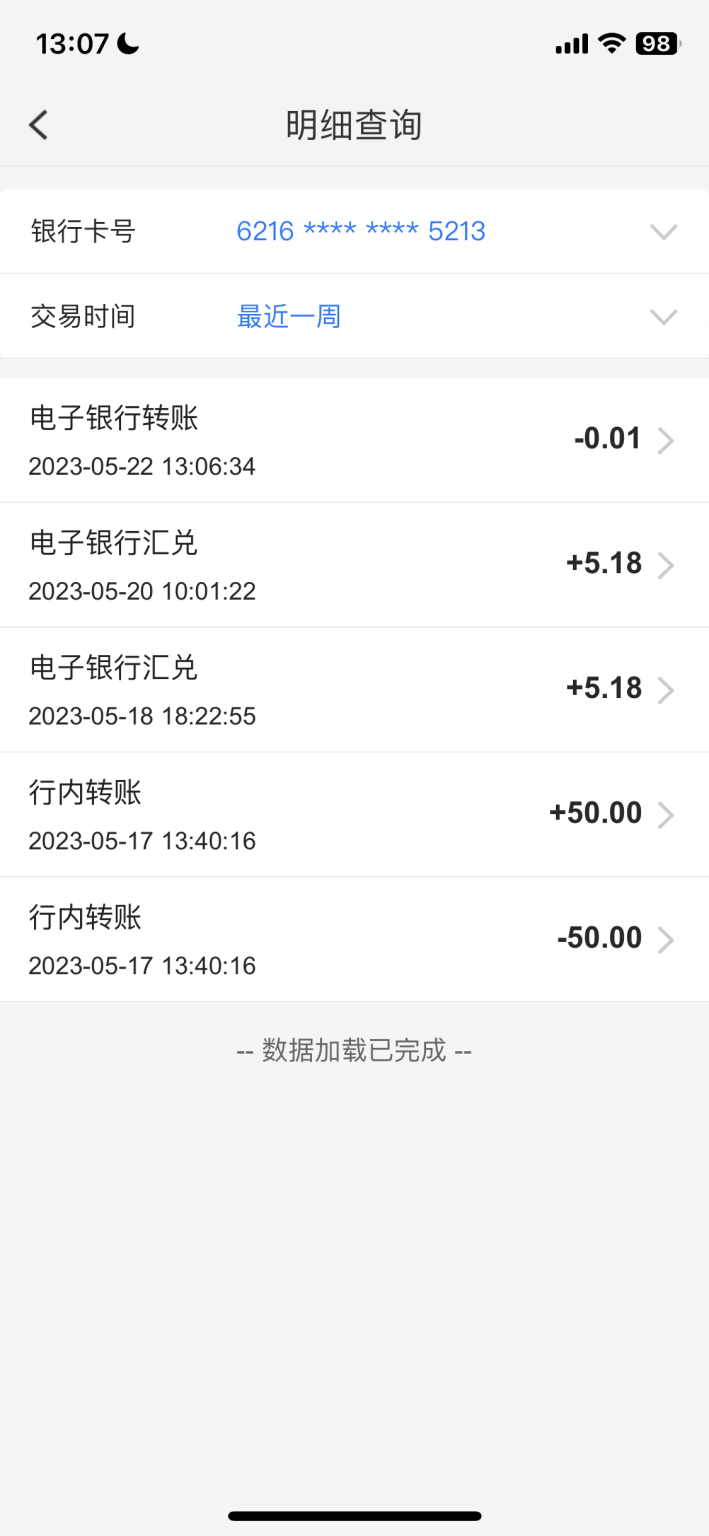 13:07
98
明细查询
银行卡号 6216 **** **** 5213
交易时间 最近一周
电子银行转账
-0.01
2023-05-22 13:06:34
电子银行汇兑
+5.18
2023-05-20 10:01:22
电子银行汇兑
+5.18
2023-05-18 18:22:55
行内转账
+50.00
2023-05-17 13:40:16
行内转账
-50.00
2023-05-17 13:40:16
-- 数据加载已完成 --